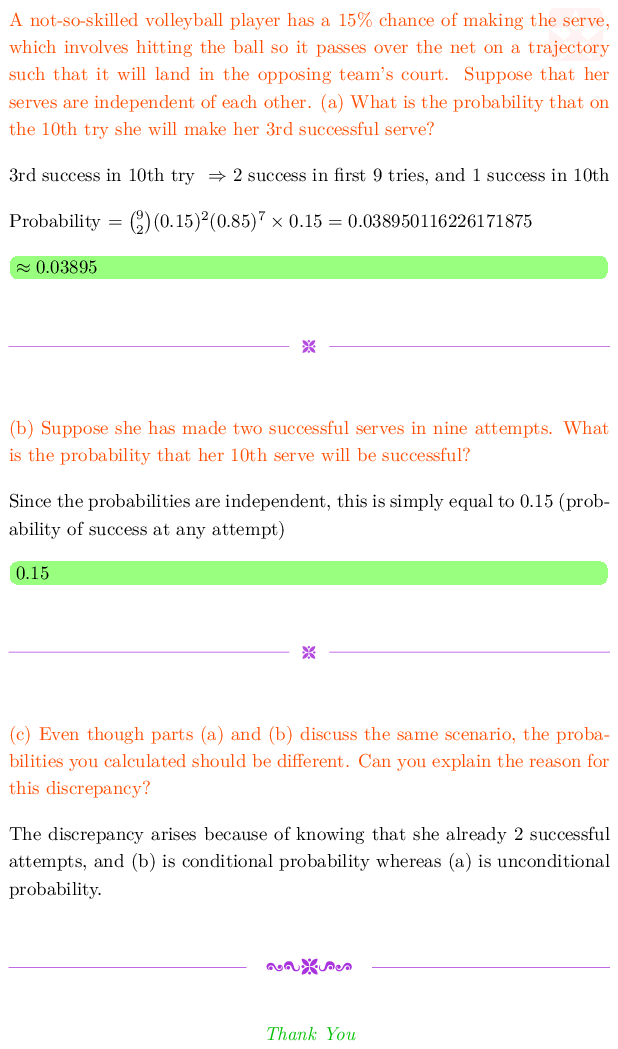 A not-so-skilled volleyball player has a 15% chance of making the serve,
which involves hitting the ball so it passes over the net on a trajectory
such that it will land in the opposing team's court. Suppose that her
serves are independent of each other. (a) What is the probability that on
the 10th try she will make her 3rd successful serve?
3rd success in 10th try ⇒ 2 success in first 9 tries, and 1 success in 10th
Probability = \binom{9}{2}(0.15)^2(0.85)^7 × 0.15 = 0.038950116226171875
≈ 0.03895
(b) Suppose she has made two successful serves in nine attempts. What
is the probability that her 10th serve will be successful?
Since the probabilities are independent, this is simply equal to 0.15 (prob-
ability of success at any attempt)
0.15
(c) Even though parts (a) and (b) discuss the same scenario, the proba-
bilities you calculated should be different. Can you explain the reason for
this discrepancy?
The discrepancy arises because of knowing that she already 2 successful
attempts, and (b) is conditional probability whereas (a) is unconditional
probability.
Thank You